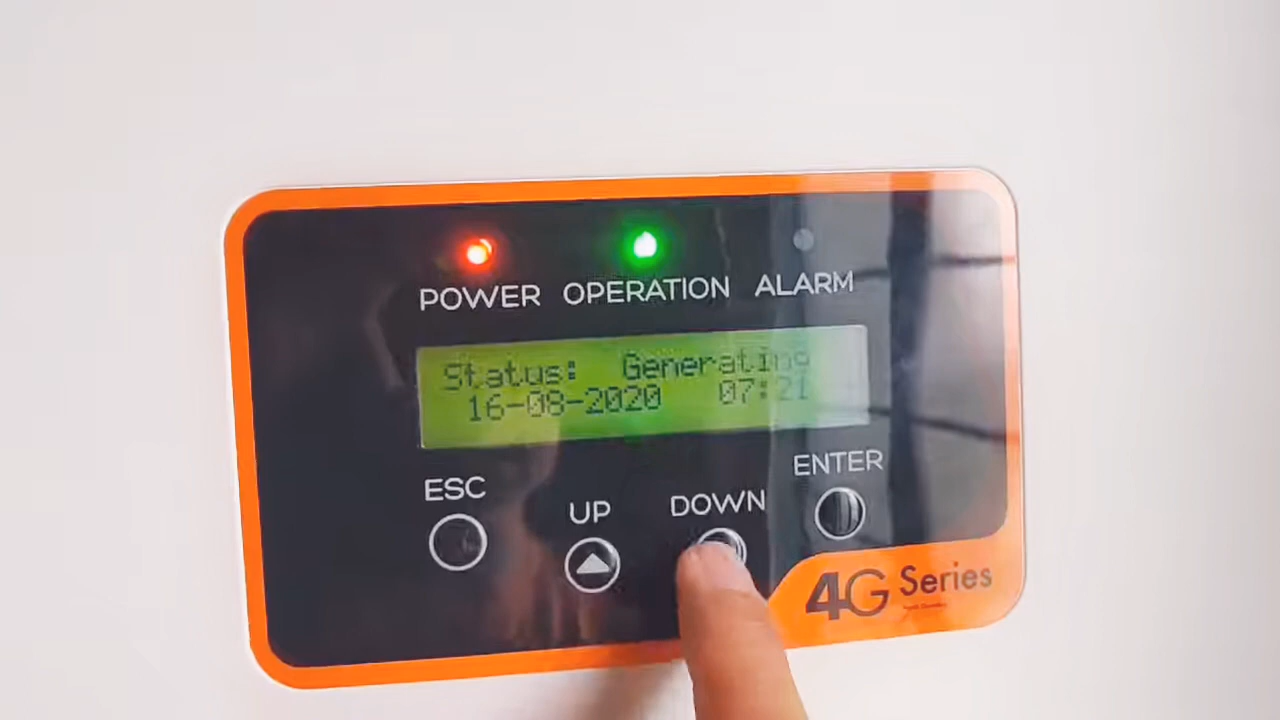 POWER OPERATION ALARM
Status: Generating
16-08-2020 07:21
ESC UP DOWN ENTER
4G Series